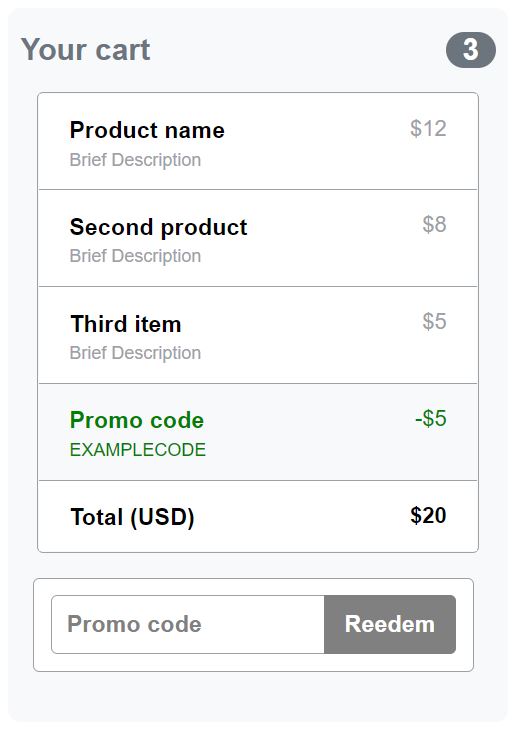 Your cart 3
Product name $12
Brief Description
Second product $8
Brief Description
Third item $5
Brief Description
Promo code -$5
EXAMPLECODE
Total (USD) $20
Promo code Reedem